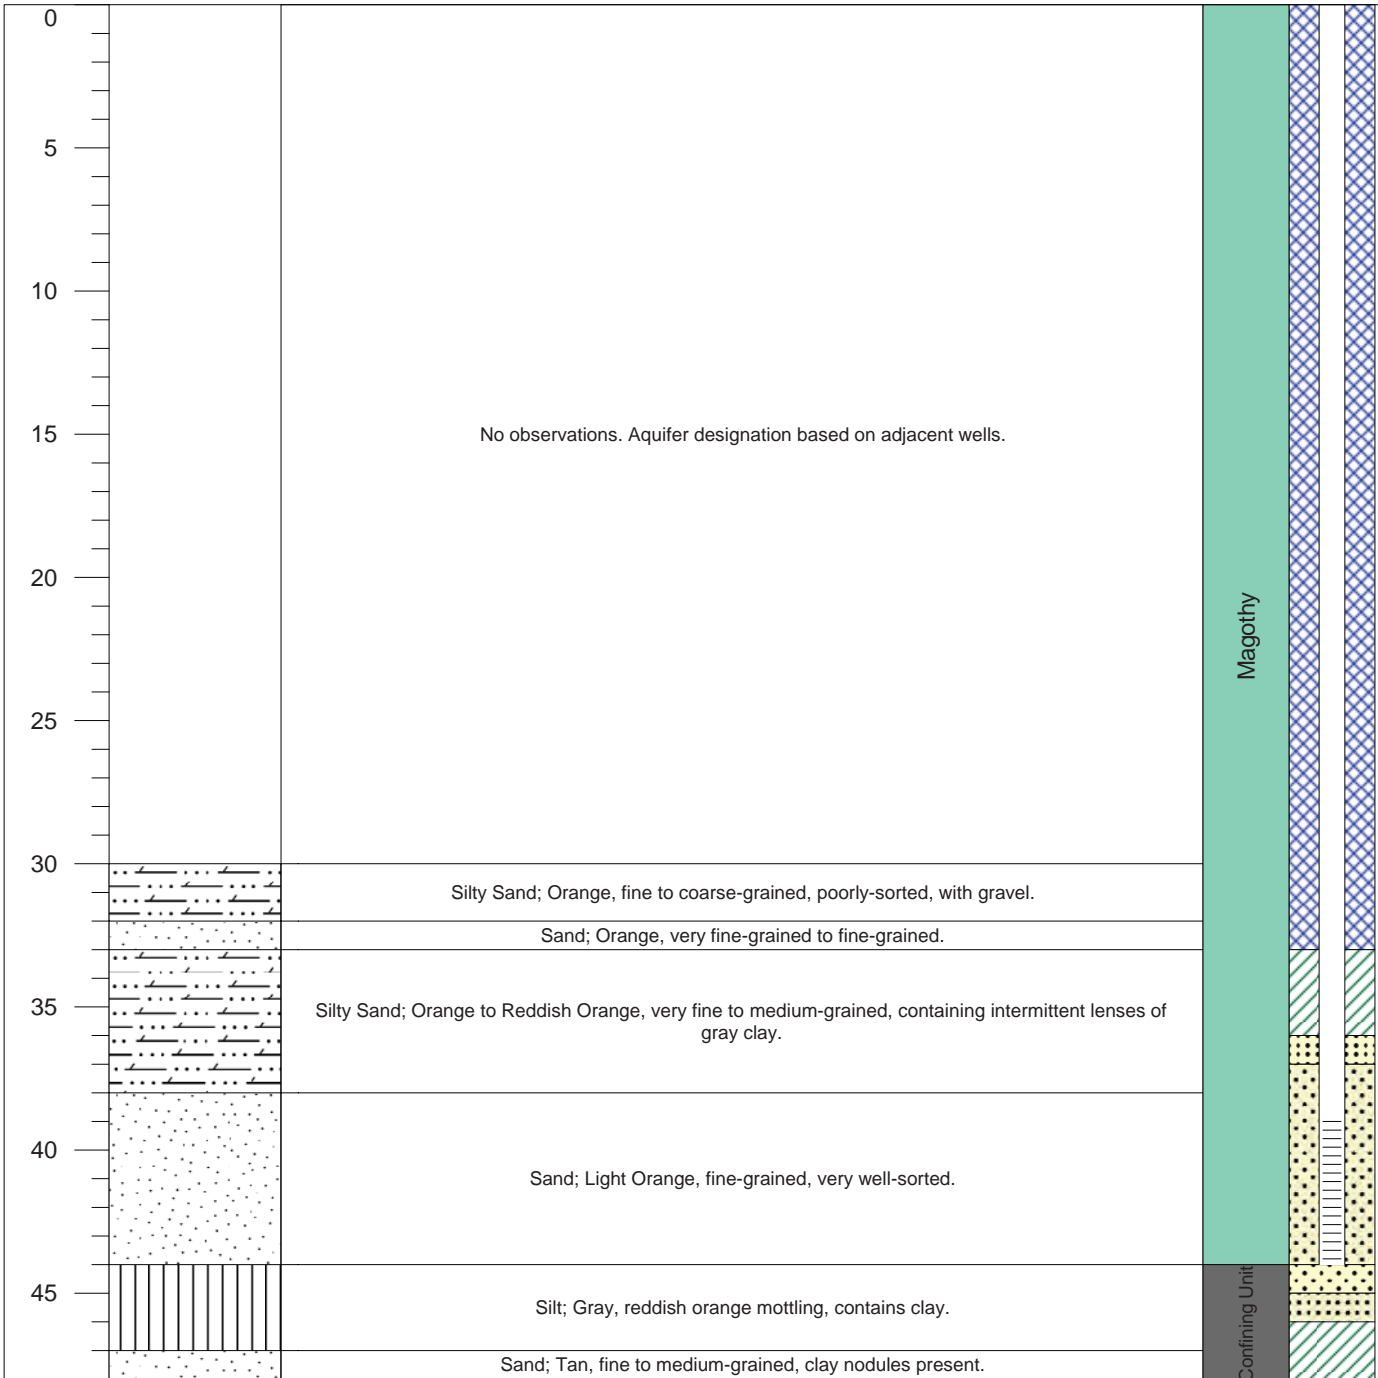 0
5
10
15
No observations. Aquifer designation based on adjacent wells.
20
Magothy
25
30
Silty Sand; Orange, fine to coarse-grained, poorly-sorted, with gravel.
Sand; Orange, very fine-grained to fine-grained.
35
Silty Sand; Orange to Reddish Orange, very fine to medium-grained, containing intermittent lenses of
gray clay.
40
Sand; Light Orange, fine-grained, very well-sorted.
45
Silt; Gray, reddish orange mottling, contains clay.
Confining Unit
Sand; Tan, fine to medium-grained, clay nodules present.